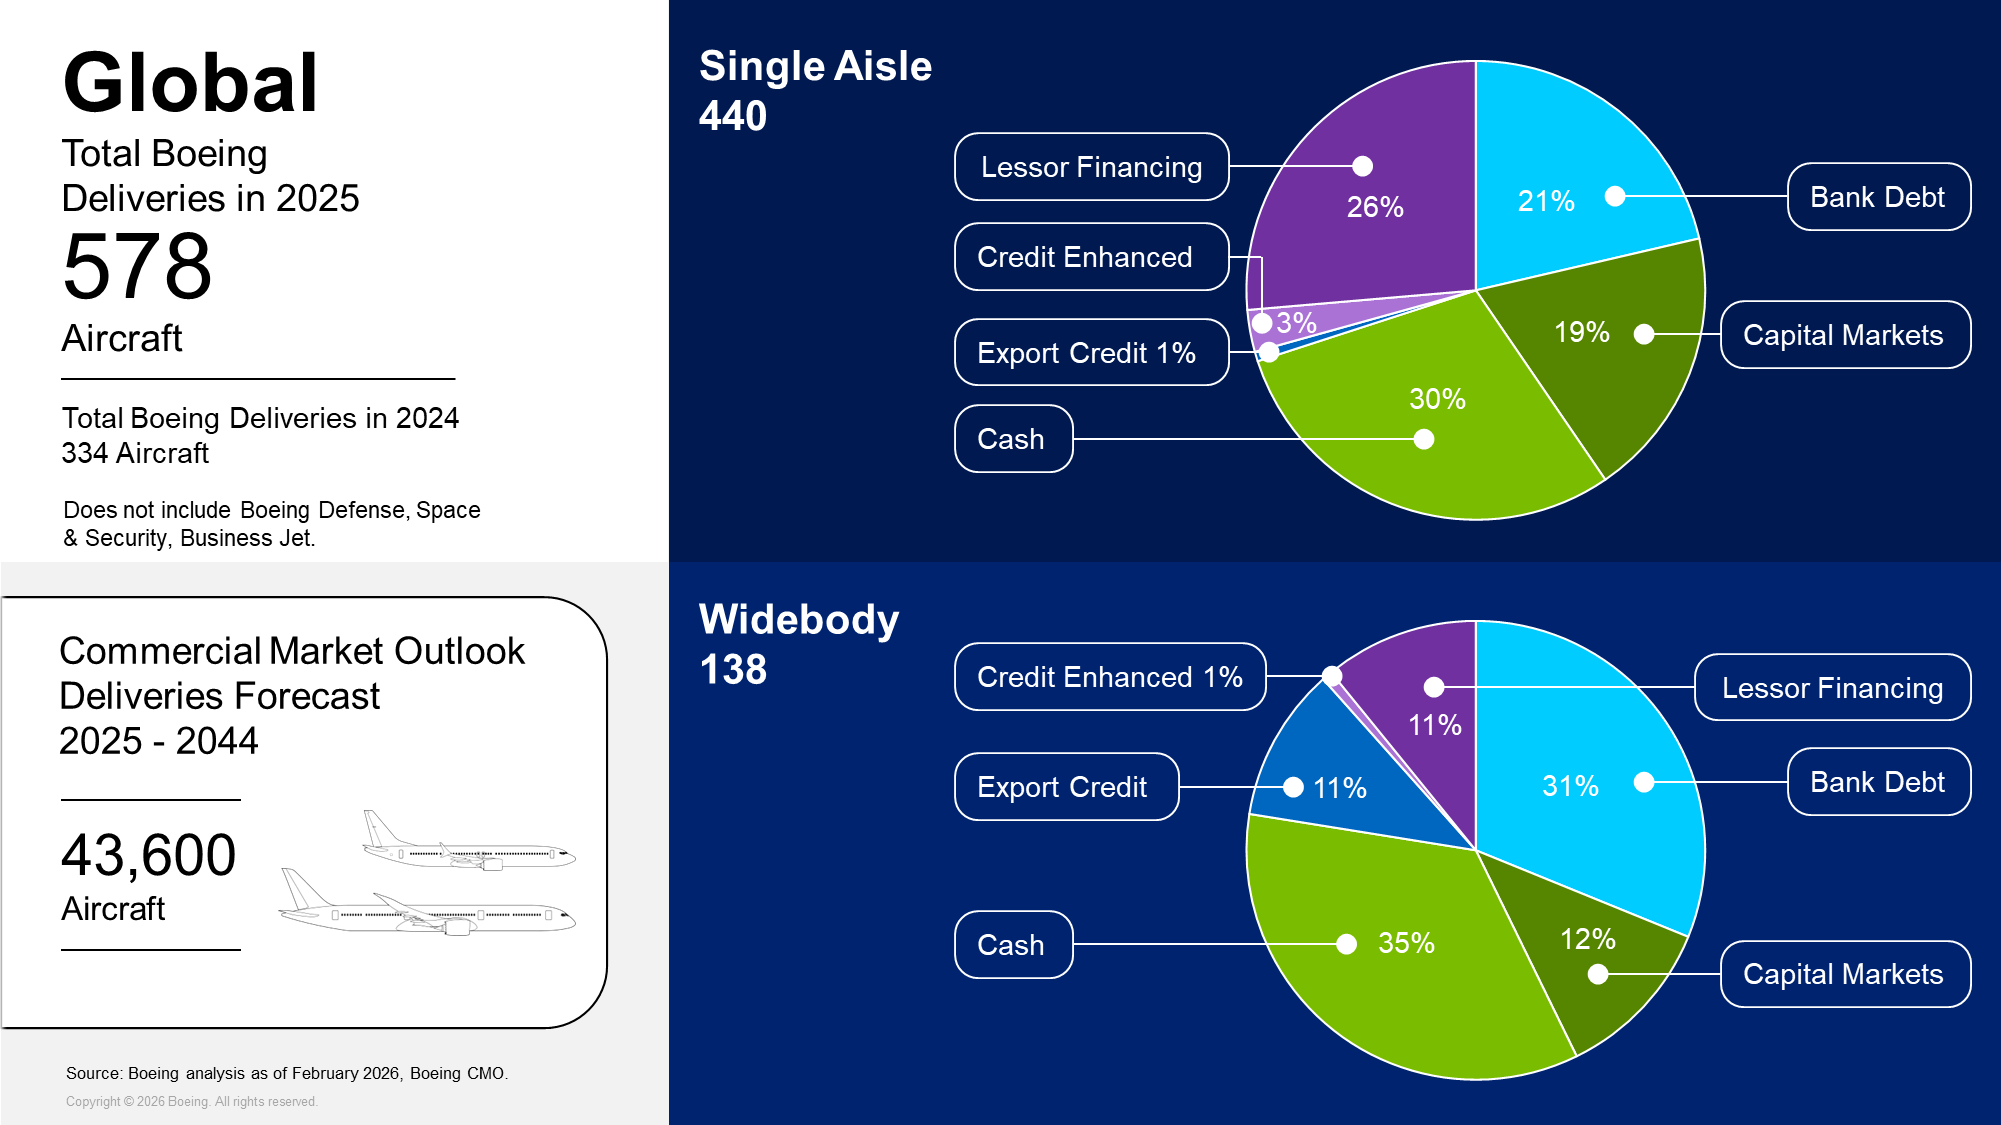 Global
Total Boeing
Deliveries in 2025
578
Aircraft
Total Boeing Deliveries in 2024
334 Aircraft
Does not include Boeing Defense, Space
& Security, Business Jet.
Commercial Market Outlook
Deliveries Forecast
2025 - 2044
43,600
Aircraft
Source: Boeing analysis as of February 2026, Boeing CMO.
Copyright © 2026 Boeing. All rights reserved.
Single Aisle
440
Lessor Financing
26%
21%
Bank Debt
Credit Enhanced
3%
19%
Capital Markets
Export Credit 1%
30%
Cash
Widebody
138
Credit Enhanced 1%
11%
Lessor Financing
Export Credit
11%
31%
Bank Debt
Cash
35%
12%
Capital Markets